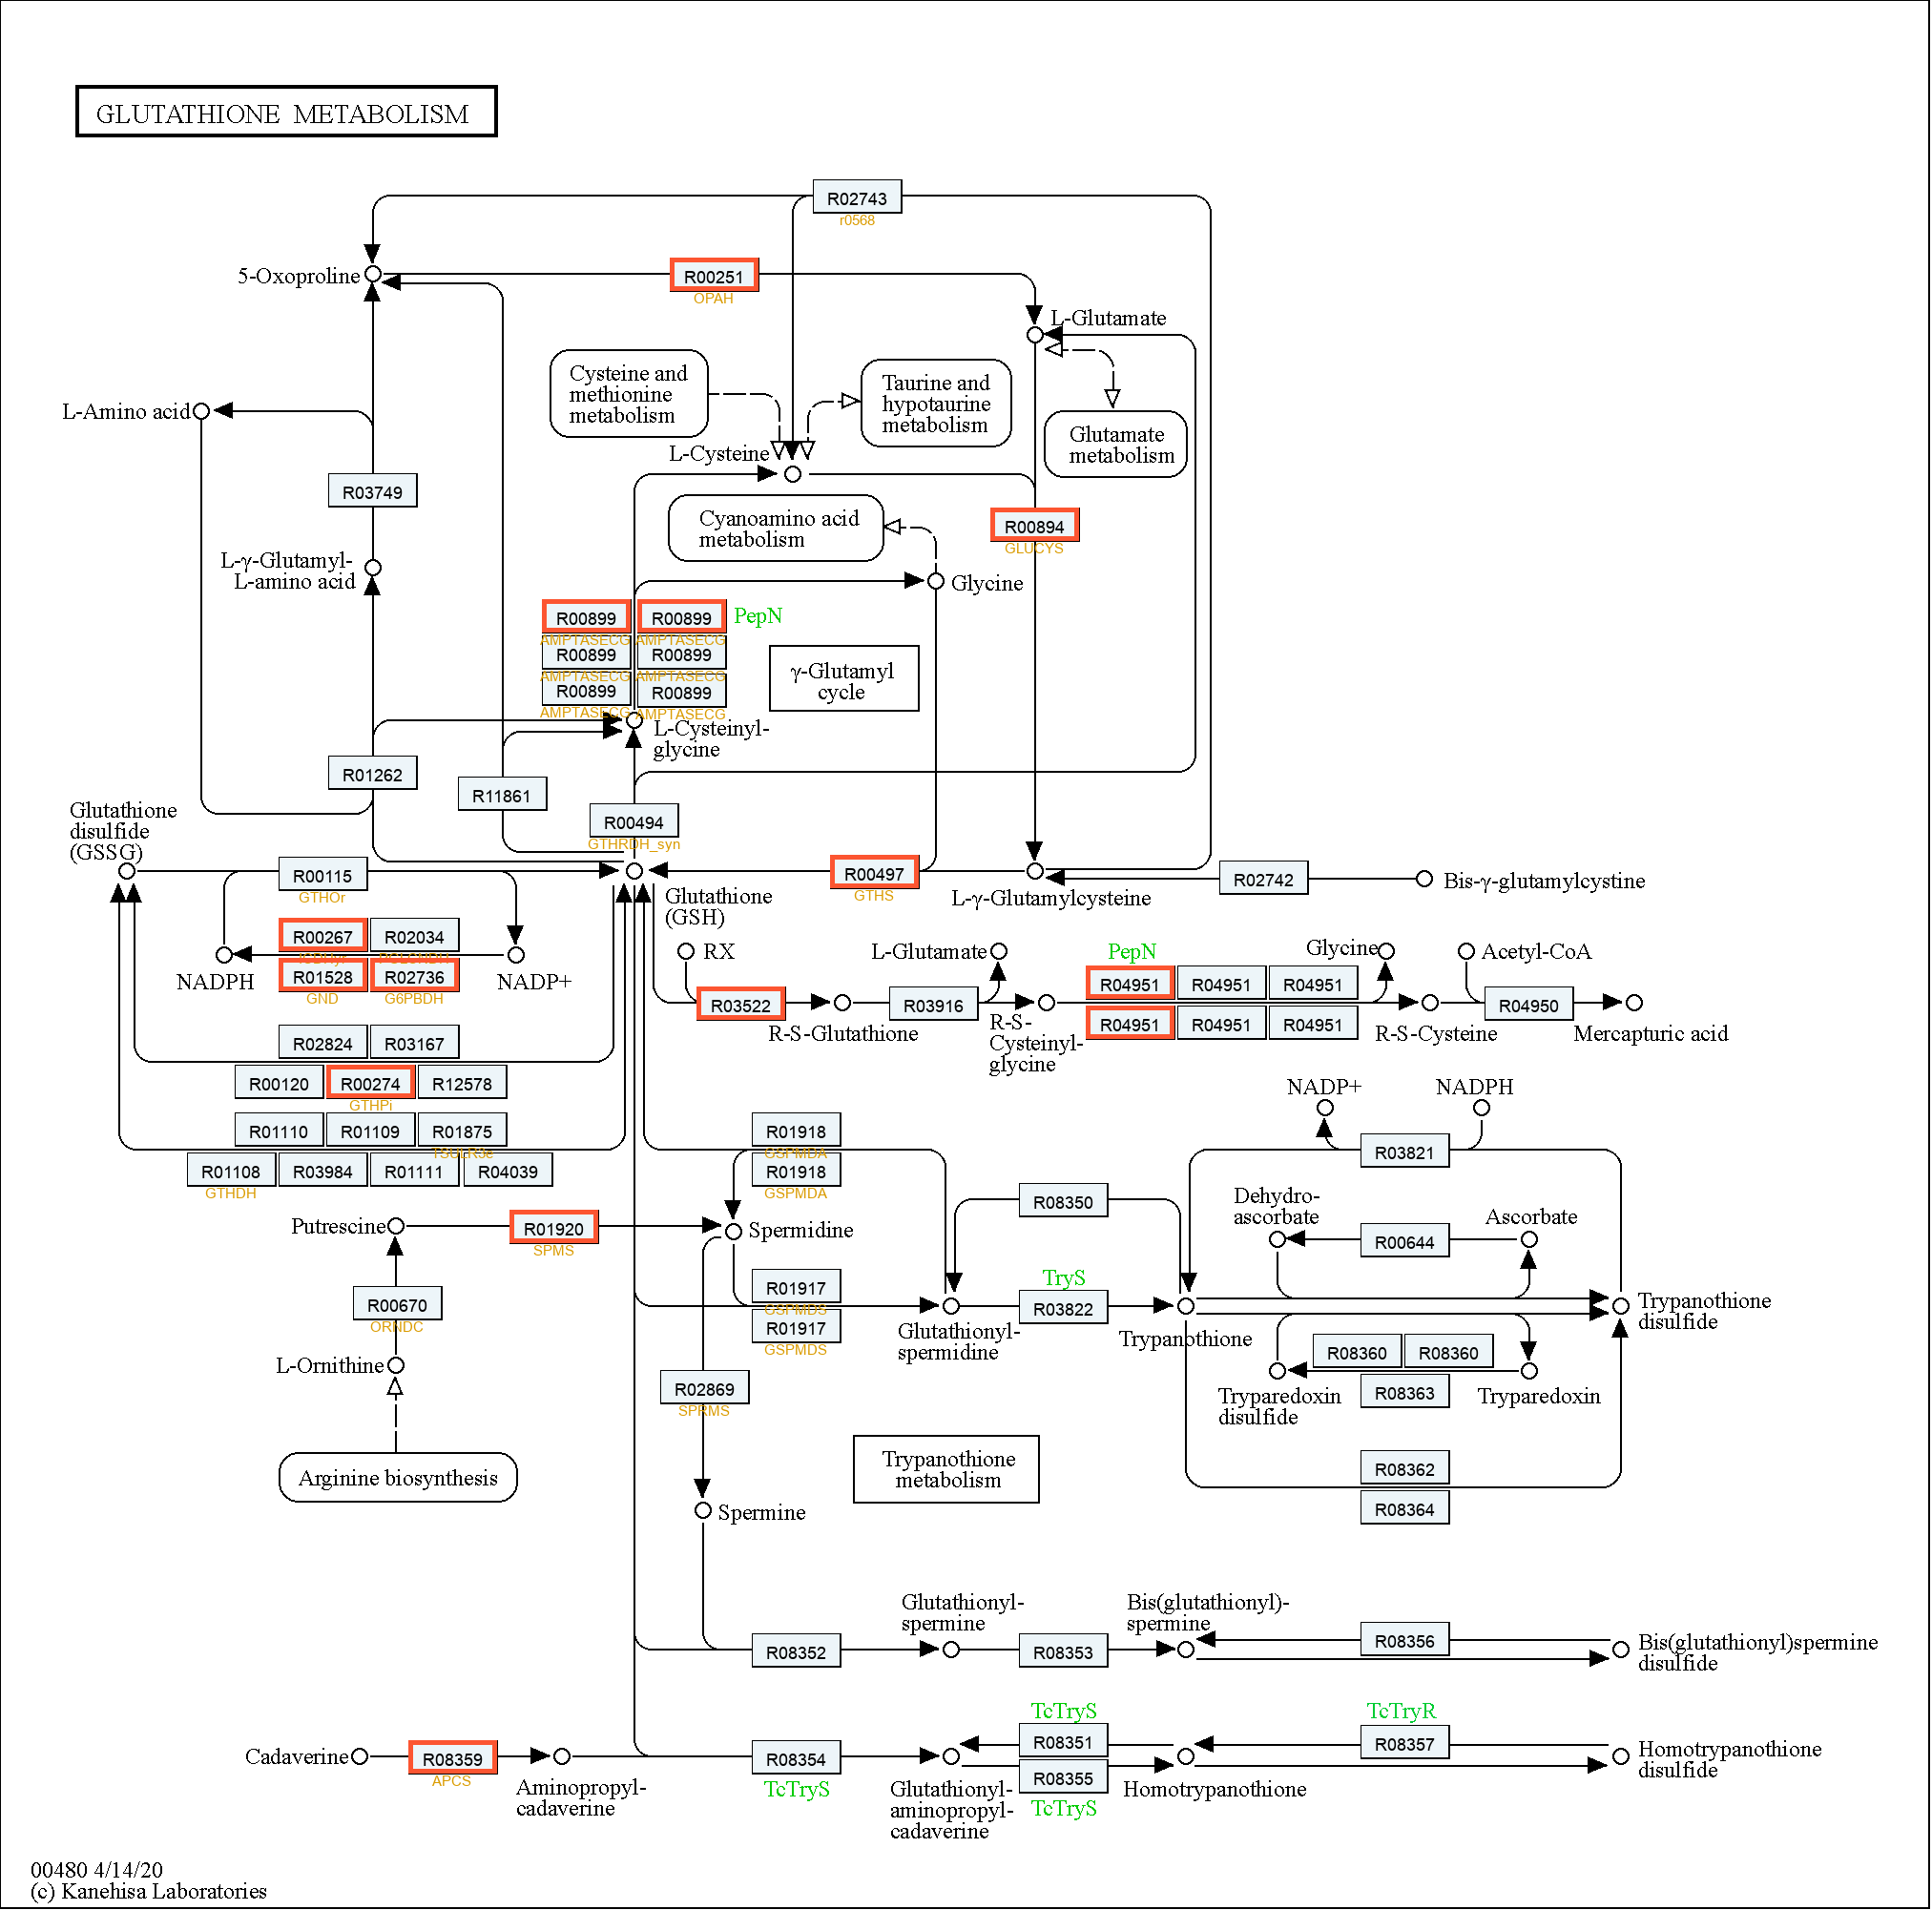 GLUTATHIONE METABOLISM
R02743
r0568
5-Oxoproline
R00251
OPAH
L-Glutamate
Cysteine and
methionine
metabolism
Taurine and
hypotaurine
metabolism
L-Amino acid
Glutamate
metabolism
L-Cysteine
R03749
Cyanoamino acid
metabolism
R00894
GLUCYS
L-γ-Glutamyl-
L-amino acid
Glycine
R00899
R00899
PepN
AMPTASECG
AMPTASECG
R00899
R00899
AMPTASECG
AMPTASECG
R00899
R00899
AMPTASECG
AMPTASECG
γ-Glutamyl
cycle
L-Cysteinyl-
glycine
R01262
R11861
R00494
GTHRDH_syn
Glutathione
disulfide
(GSSG)
R00115
GTHOr
Glutathione
(GSH)
R00497
GTHS
L-γ-Glutamylcysteine
R02742
Bis-γ-glutamylcystine
R00267
R02034
NADPH
R01528
R02736
NADP+
GND
G6PBDH
RX
L-Glutamate
PepN
Glycine
Acetyl-CoA
R03522
R-S-Glutathione
R03916
R-S-
Cysteinyl-
glycine
R04951
R04951
R04951
R04951
R04951
R04951
R-S-Cysteine
R04950
Mercapturic acid
R02824
R03167
R00120
R00274
R12578
GTHPi
R01110
R01109
R01875
R01108
R03984
R01111
R04039
GTHDH
R01918
GSPMDA
R01918
GSPMDA
NADP+
NADPH
R03821
Putrescine
R01920
SPMS
Spermidine
R08350
Dehydro-
ascorbate
Ascorbate
R00644
R00670
ORNDC
R01917
GSPMDS
R01917
GSPMDS
TryS
R03822
Glutathionyl-
spermidine
Trypanothione
Trypanothione
disulfide
L-Ornithine
R08360
R08360
R08363
Tryparedoxin
disulfide
Tryparedoxin
R02869
SPRMS
Arginine biosynthesis
Trypanothione
metabolism
R08362
R08364
Spermine
Glutathionyl-
spermine
Bis(glutathionyl)-
spermine
R08352
R08353
R08356
Bis(glutathionyl)spermine
disulfide
TcTryS
TcTryR
Cadaverine
R08359
APCS
Aminopropyl-
cadaverine
R08354
TcTryS
R08351
R08355
TcTryS
Glutathionyl-
aminopropyl-
cadaverine
Homotrypanothione
R08357
Homotrypanothione
disulfide
00480 4/14/20
(c) Kanehisa Laboratories